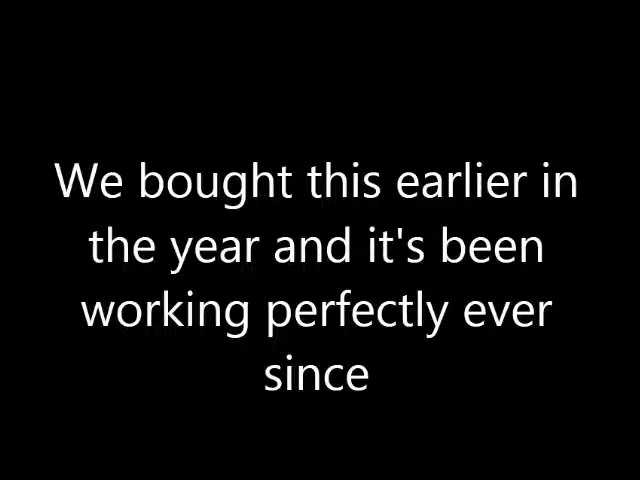 We bought this earlier in
the year and it's been
working perfectly ever
since